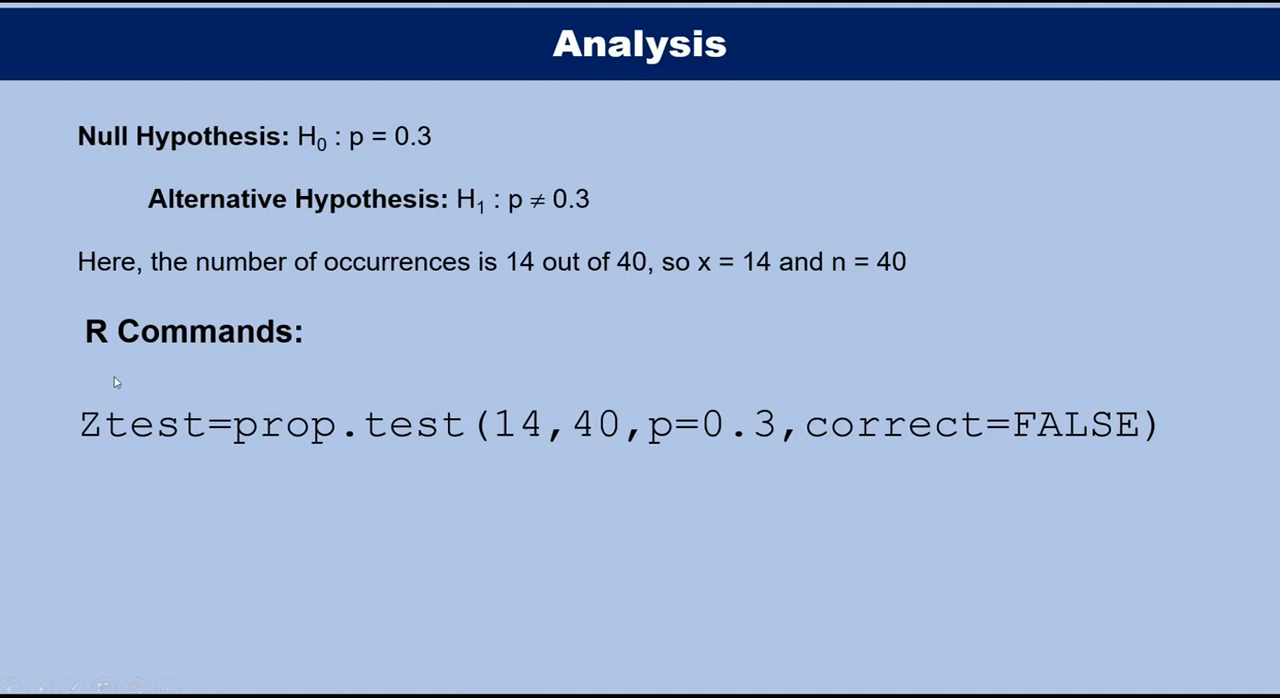 Analysis
Null Hypothesis: H₀ : p = 0.3
Alternative Hypothesis: H₁ : p ≠ 0.3
Here, the number of occurrences is 14 out of 40, so x = 14 and n = 40
R Commands:
Ztest=prop.test(14,40,p=0.3,correct=FALSE)